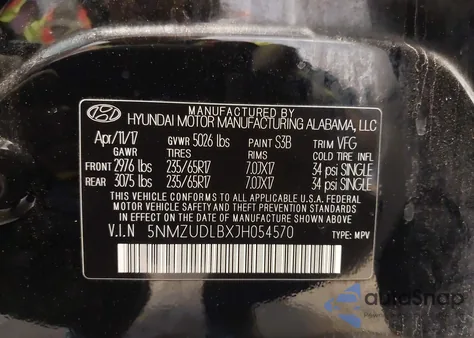 MANUFACTURED BY
HYUNDAI MOTOR MANUFACTURING ALABAMA, LLC
Apr/11/17 GVWR 5026 lbs PAINT S3B TRIM VFG
GAWR TIRES RIMS COLD TIRE INFL
FRONT 2976 lbs 235/65R17 7.0JX17 34 psi SINGLE
REAR 3075 lbs 235/65R17 7.0JX17 34 psi SINGLE
THIS VEHICLE CONFORMS TO ALL APPLICABLE U.S.A. FEDERAL
MOTOR VEHICLE SAFETY AND BUMPER AND THEFT PREVENTION
STANDARDS IN EFFECT ON THE DATE OF MANUFACTURE SHOWN ABOVE
V.I.N 5NMZUDLBXJH054570 TYPE: MPV
autoSnap